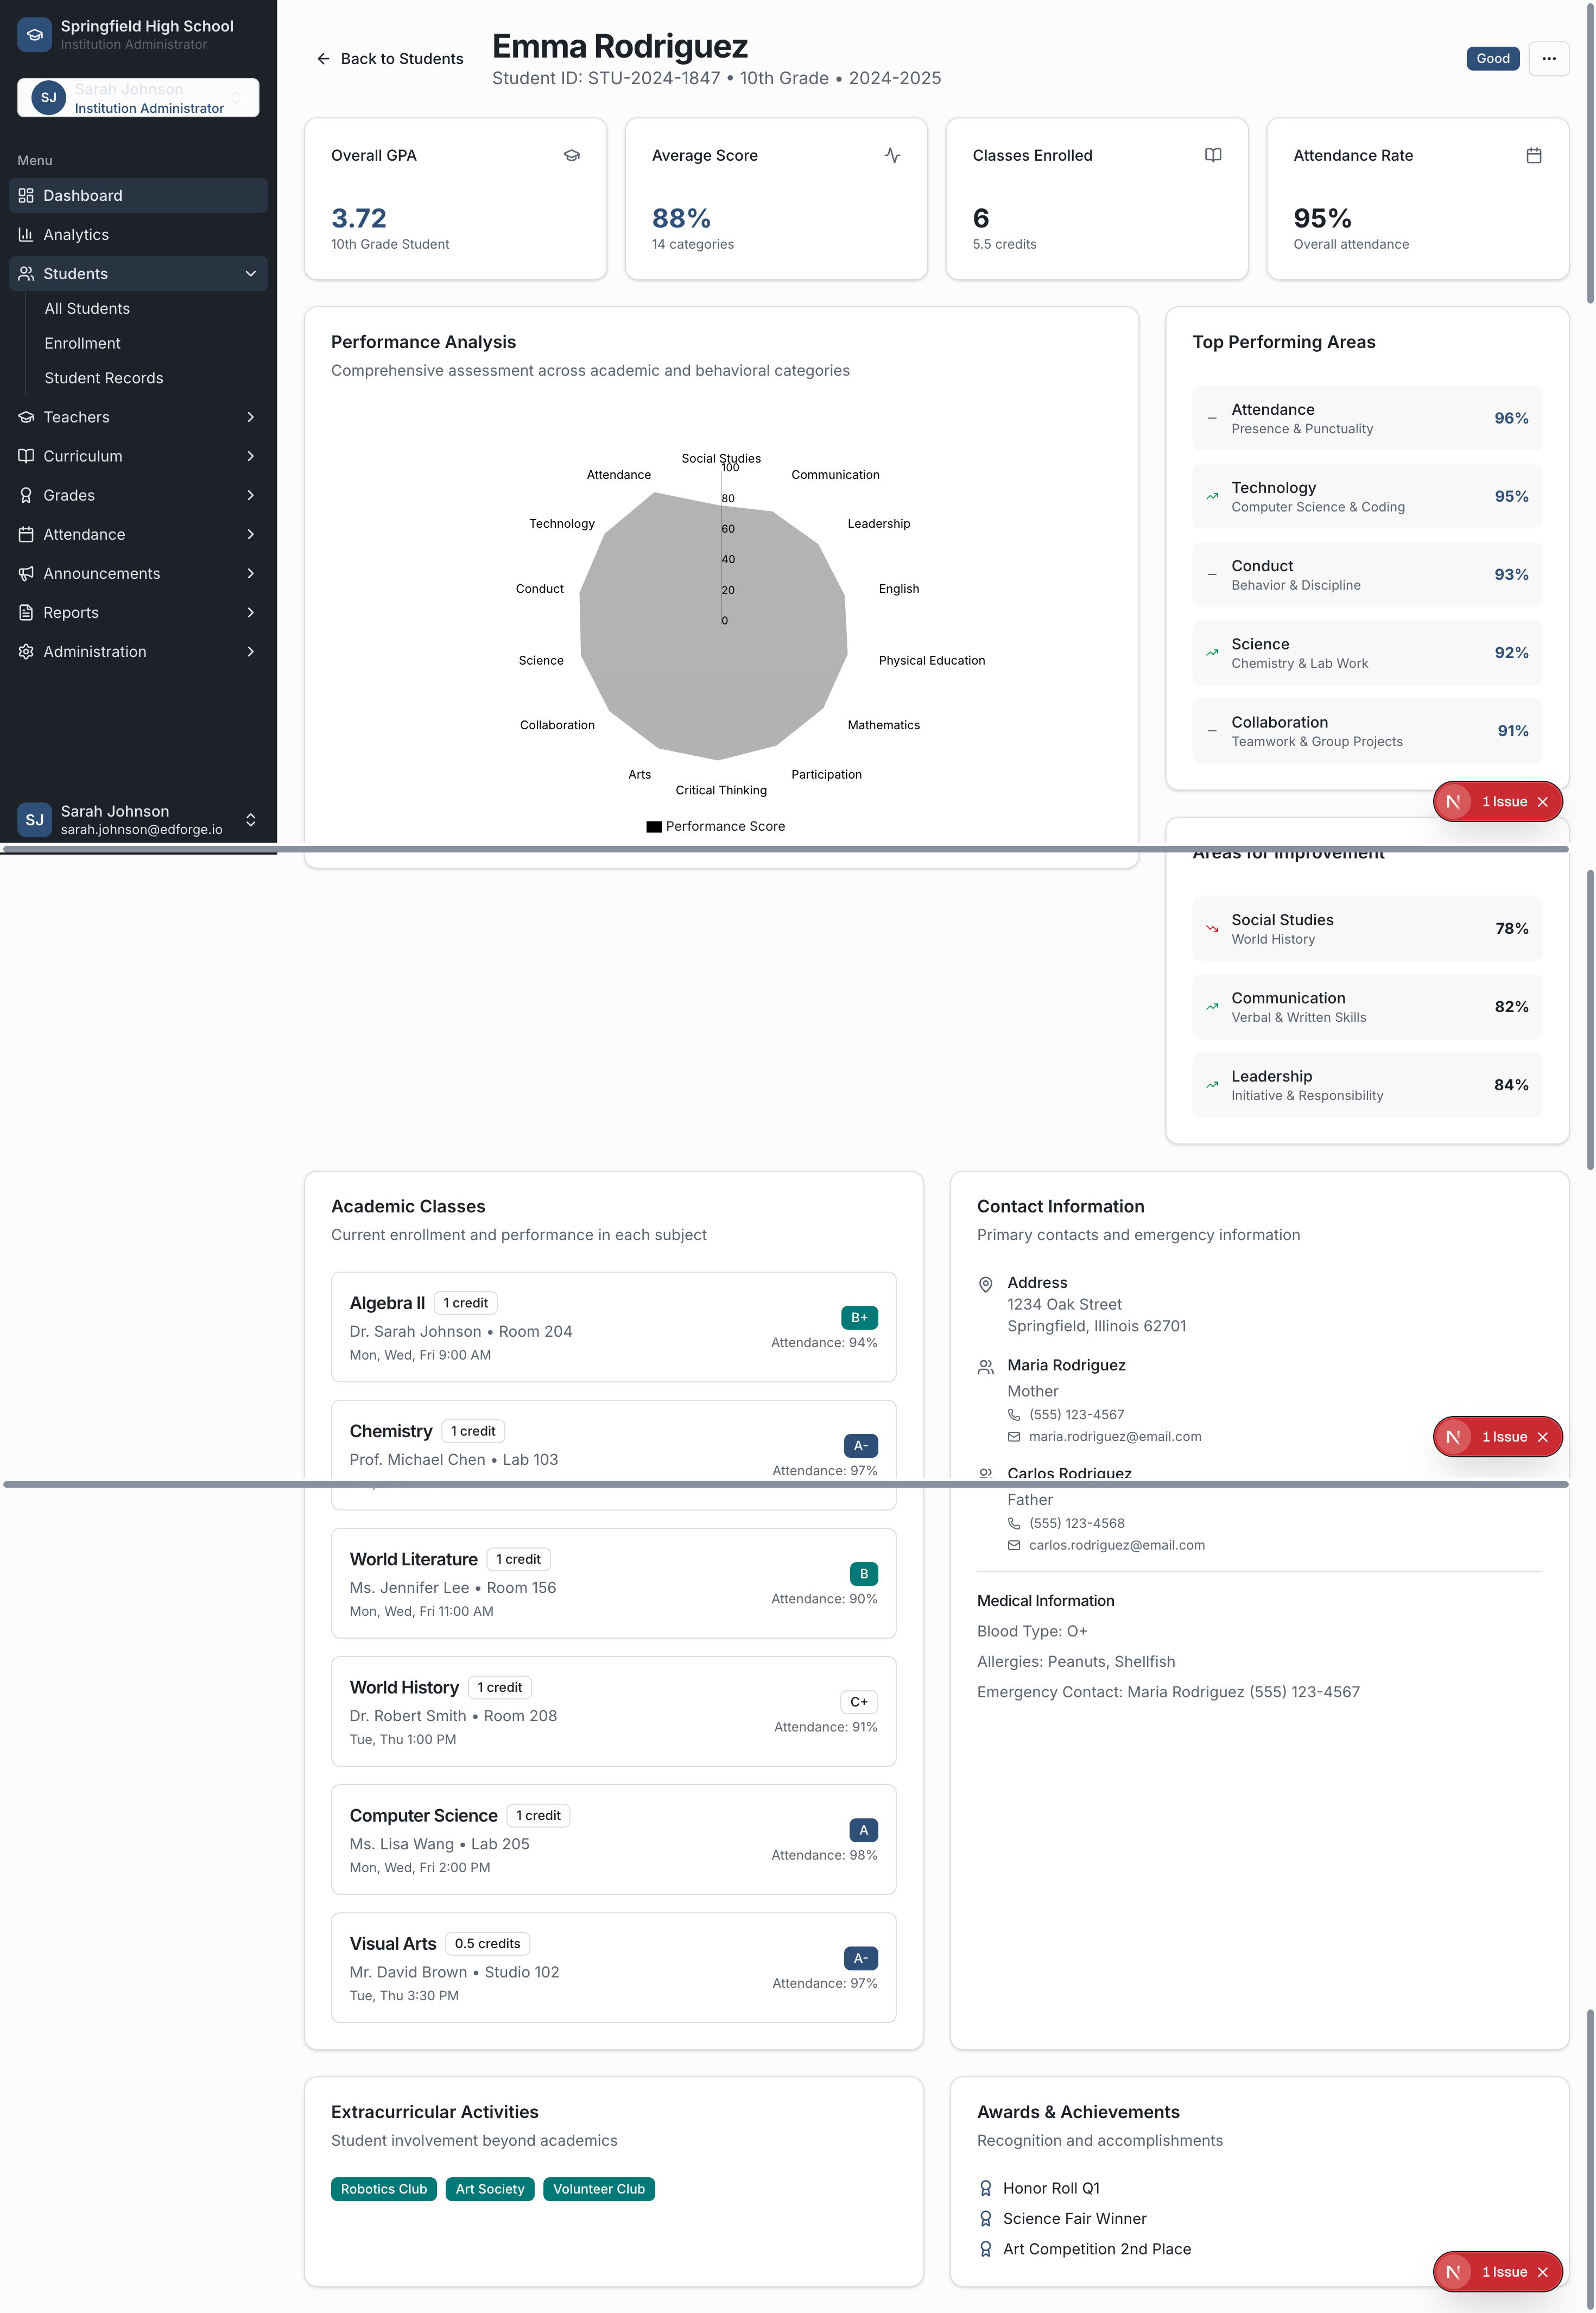 Springfield High School
Institution Administrator
SJ
Sarah Johnson
Institution Administrator
Menu
Dashboard
Analytics
Students
All Students
Enrollment
Student Records
Teachers
Curriculum
Grades
Attendance
Announcements
Reports
Administration
SJ
Sarah Johnson
sarah.johnson@edforge.io
Back to Students
Emma Rodriguez
Student ID: STU-2024-1847 • 10th Grade • 2024-2025
Good
Overall GPA
3.72
10th Grade Student
Average Score
88%
14 categories
Classes Enrolled
6
5.5 credits
Attendance Rate
95%
Overall attendance
Performance Analysis
Comprehensive assessment across academic and behavioral categories
Social Studies
Communication
Leadership
English
Physical Education
Mathematics
Participation
Critical Thinking
Arts
Collaboration
Science
Conduct
Technology
Attendance
100
80
60
40
20
0
Performance Score
Top Performing Areas
Attendance
Presence & Punctuality
96%
Technology
Computer Science & Coding
95%
Conduct
Behavior & Discipline
93%
Science
Chemistry & Lab Work
92%
Collaboration
Teamwork & Group Projects
91%
N 1 Issue
Areas for Improvement
Social Studies
World History
78%
Communication
Verbal & Written Skills
82%
Leadership
Initiative & Responsibility
84%
Academic Classes
Current enrollment and performance in each subject
Algebra II 1 credit
Dr. Sarah Johnson • Room 204
Mon, Wed, Fri 9:00 AM
B+
Attendance: 94%
Chemistry 1 credit
Prof. Michael Chen • Lab 103
A-
Attendance: 97%
World Literature 1 credit
Ms. Jennifer Lee • Room 156
Mon, Wed, Fri 11:00 AM
B
Attendance: 90%
World History 1 credit
Dr. Robert Smith • Room 208
Tue, Thu 1:00 PM
C+
Attendance: 91%
Computer Science 1 credit
Ms. Lisa Wang • Lab 205
Mon, Wed, Fri 2:00 PM
A
Attendance: 98%
Visual Arts 0.5 credits
Mr. David Brown • Studio 102
Tue, Thu 3:30 PM
A-
Attendance: 97%
Contact Information
Primary contacts and emergency information
Address
1234 Oak Street
Springfield, Illinois 62701
Maria Rodriguez
Mother
(555) 123-4567
maria.rodriguez@email.com
N 1 Issue
Carlos Rodriguez
Father
(555) 123-4568
carlos.rodriguez@email.com
Medical Information
Blood Type: O+
Allergies: Peanuts, Shellfish
Emergency Contact: Maria Rodriguez (555) 123-4567
Extracurricular Activities
Student involvement beyond academics
Robotics Club
Art Society
Volunteer Club
Awards & Achievements
Recognition and accomplishments
Honor Roll Q1
Science Fair Winner
Art Competition 2nd Place
N 1 Issue